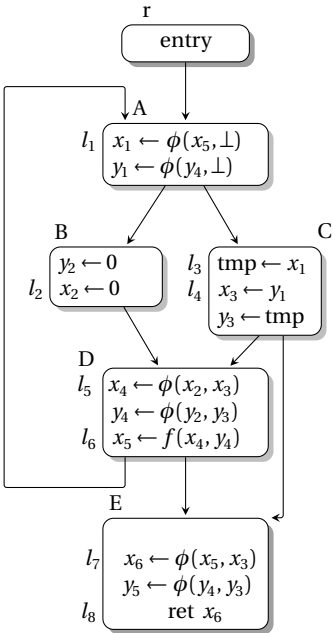 r
entry
A
l₁ x₁ ← ϕ(x₅,⊥)
y₁ ← ϕ(y₄,⊥)
B
y₂ ← 0
l₂ x₂ ← 0
C
l₃ tmp ← x₁
l₄ x₃ ← y₁
y₃ ← tmp
D
l₅ x₄ ← ϕ(x₂, x₃)
y₄ ← ϕ(y₂, y₃)
l₆ x₅ ← f(x₄, y₄)
E
l₇ x₆ ← ϕ(x₅, x₃)
y₅ ← ϕ(y₄, y₃)
l₈ ret x₆